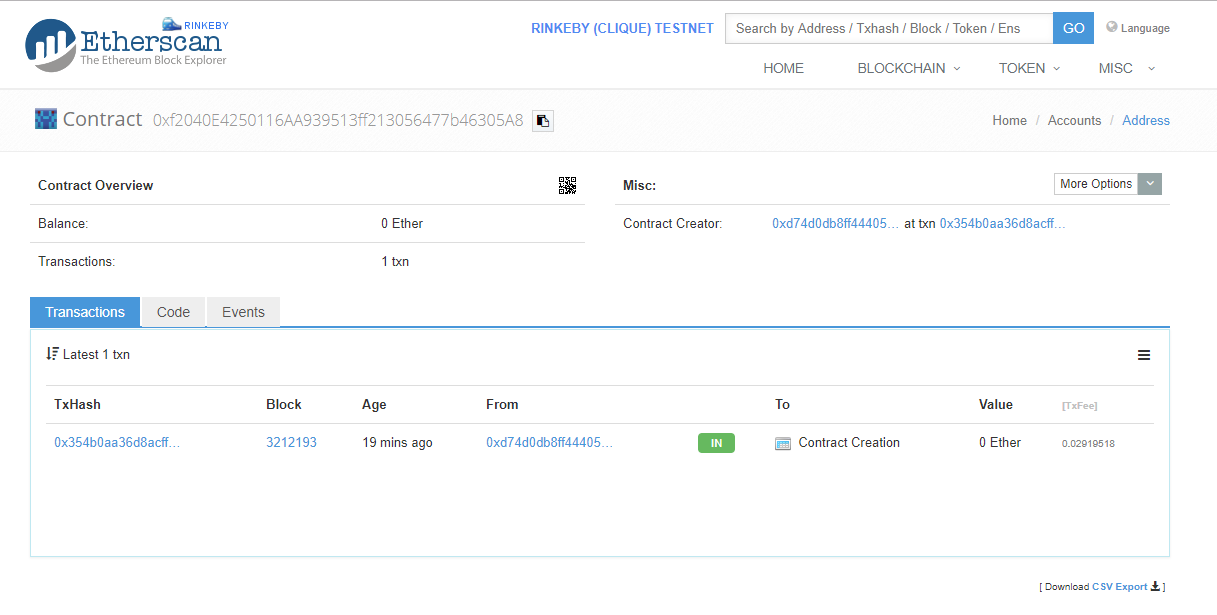 RINKEBY
Etherscan
The Ethereum Block Explorer
RINKEBY (CLIQUE) TESTNET
Search by Address / Txhash / Block / Token / Ens
GO
Language
HOME BLOCKCHAIN TOKEN MISC
Contract 0xf2040E4250116AA939513ff213056477b46305A8
Home / Accounts / Address
Contract Overview
Balance: 0 Ether
Transactions: 1 txn
Misc:
More Options
Contract Creator: 0xd74d0db8ff44405... at txn 0x354b0aa36d8acff...
Transactions Code Events
Latest 1 txn
TxHash Block Age From To Value [TxFee]
0x354b0aa36d8acff... 3212193 19 mins ago 0xd74d0db8ff44405... IN Contract Creation 0 Ether 0.02919518
[ Download CSV Export ]